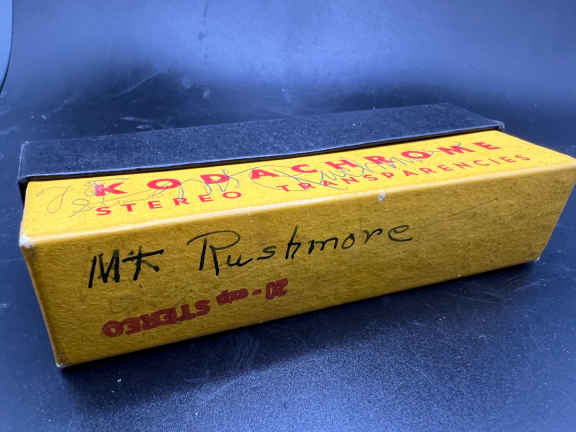 KODACHROME
STEREO TRANSPARENCIES
Mt Rushmore
20-exp STEREO